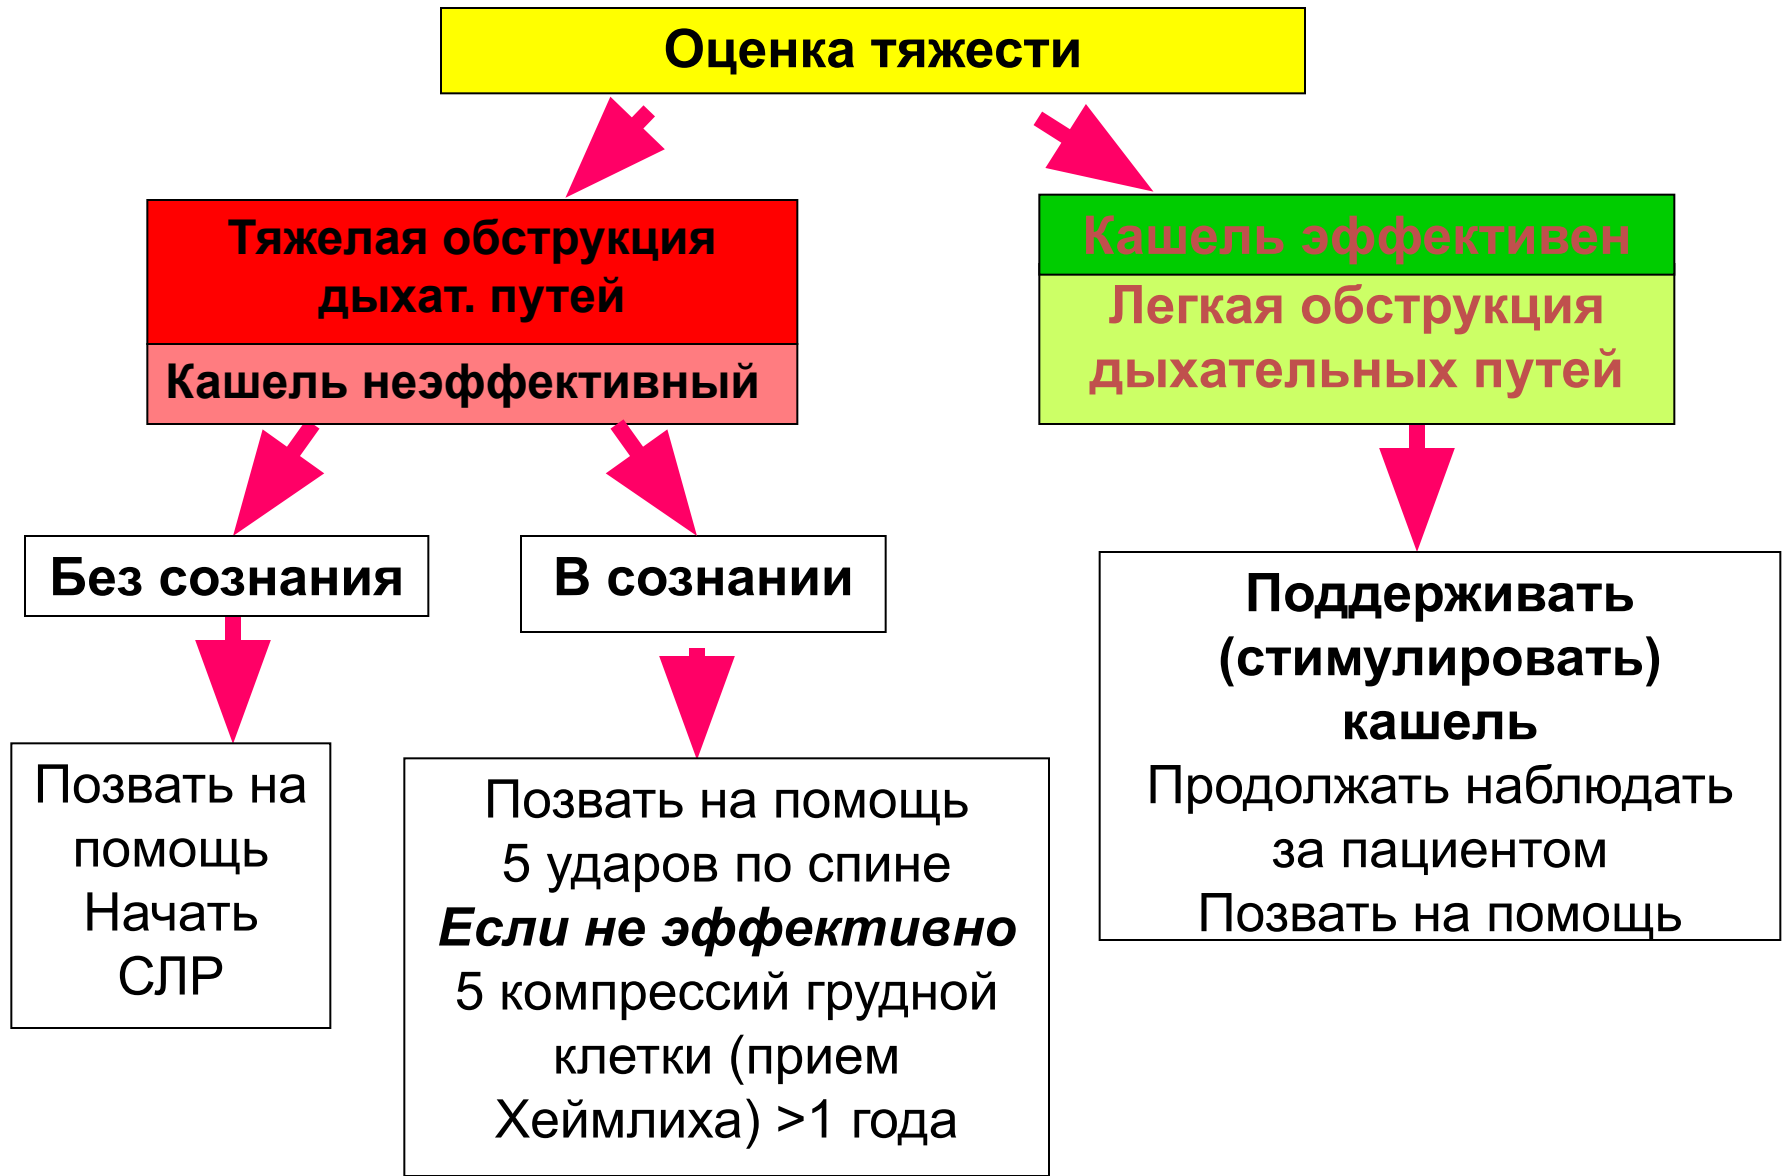 Оценка тяжести
Тяжелая обструкция
дыхат. путей
Кашель неэффективный
Кашель эффективен
Легкая обструкция
дыхательных путей
Без сознания
В сознании
Позвать на
помощь
Начать
СЛР
Позвать на помощь
5 ударов по спине
Если не эффективно
5 компрессий грудной
клетки (прием
Хеймлиха) >1 года
Поддерживать
(стимулировать)
кашель
Продолжать наблюдать
за пациентом
Позвать на помощь